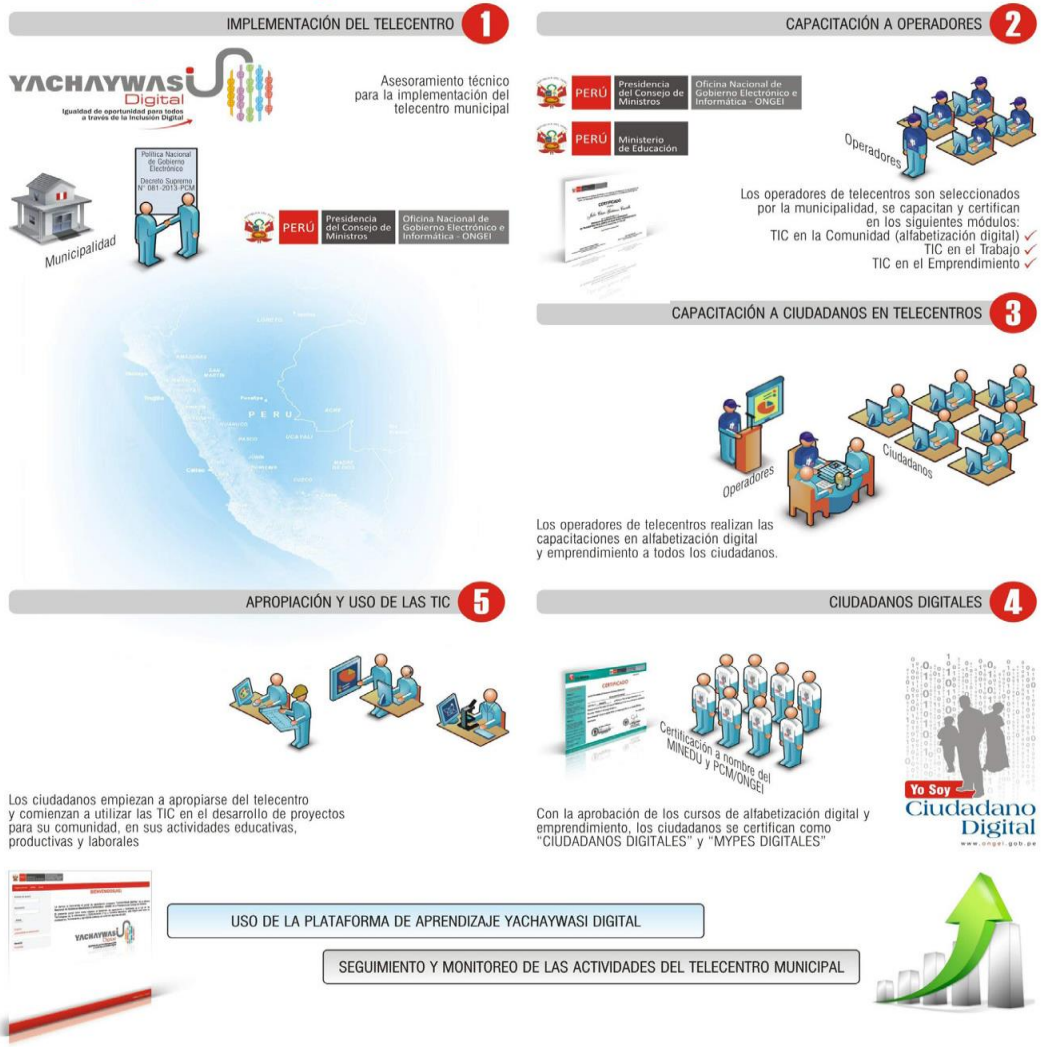 IMPLEMENTACIÓN DEL TELECENTRO
1
YACHAYWASI
Digital
Igualdad de oportunidad para todos
a través de la Inclusión Digital
Asesoramiento técnico
para la implementación del
telecentro municipal
Política Nacional
de Gobierno
Electrónico
Decreto Supremo
N° 081-2013-PCM
Municipalidad
PERÚ
Presidencia
del Consejo de
Ministros
Oficina Nacional de
Gobierno Electrónico e
Informática - ONGEI
PERU
CAPACITACIÓN A OPERADORES
2
PERÚ
Presidencia
del Consejo de
Ministros
Oficina Nacional de
Gobierno Electrónico e
Informática - ONGEI
PERÚ
Ministerio
de Educación
CERTIFICADO
Operadores
Los operadores de telecentros son seleccionados
por la municipalidad, se capacitan y certifican
en los siguientes módulos:
TIC en la Comunidad (alfabetización digital) ✓
TIC en el Trabajo ✓
TIC en el Emprendimiento ✓
CAPACITACIÓN A CIUDADANOS EN TELECENTROS
3
Operadores
Ciudadanos
Los operadores de telecentros realizan las
capacitaciones en alfabetización digital
y emprendimiento a todos los ciudadanos.
CIUDADANOS DIGITALES
4
CERTIFICADO
Certificación a nombre del
MINEDU y PCM/ONGEI
Yo Soy
Ciudadano
Digital
www.ongei.gob.pe
Con la aprobación de los cursos de alfabetización digital y
emprendimiento, los ciudadanos se certifican como
“CIUDADANOS DIGITALES” y “MYPES DIGITALES”
APROPIACIÓN Y USO DE LAS TIC
5
Los ciudadanos empiezan a apropiarse del telecentro
y comienzan a utilizar las TIC en el desarrollo de proyectos
para su comunidad, en sus actividades educativas,
productivas y laborales
YACHAYWASI
USO DE LA PLATAFORMA DE APRENDIZAJE YACHAYWASI DIGITAL
SEGUIMIENTO Y MONITOREO DE LAS ACTIVIDADES DEL TELECENTRO MUNICIPAL